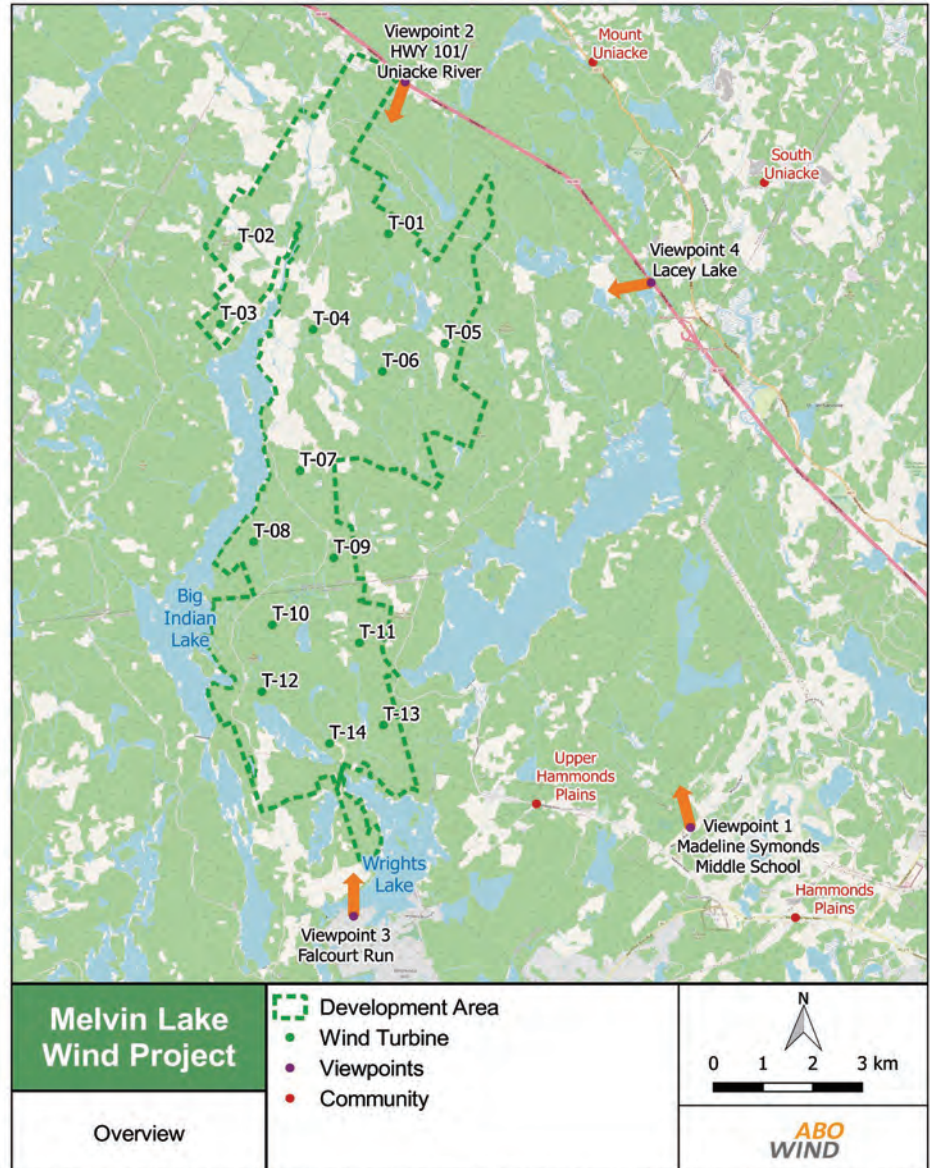 Viewpoint 2
HWY 101/
Uniacke River
Mount
Uniacke
South
Uniacke
T-01
T-02
Viewpoint 4
Lacey Lake
T-03
T-04
T-05
T-06
T-07
T-08
T-09
Big
Indian
Lake
T-10
T-11
T-12
T-13
T-14
Upper
Hammonds
Plains
Viewpoint 1
Madeline Symonds
Middle School
Wrights
Lake
Hammonds
Plains
Viewpoint 3
Falcourt Run
Melvin Lake
Wind Project
Overview
Development Area
Wind Turbine
Viewpoints
Community
N
0 1 2 3 km
ABO
WIND